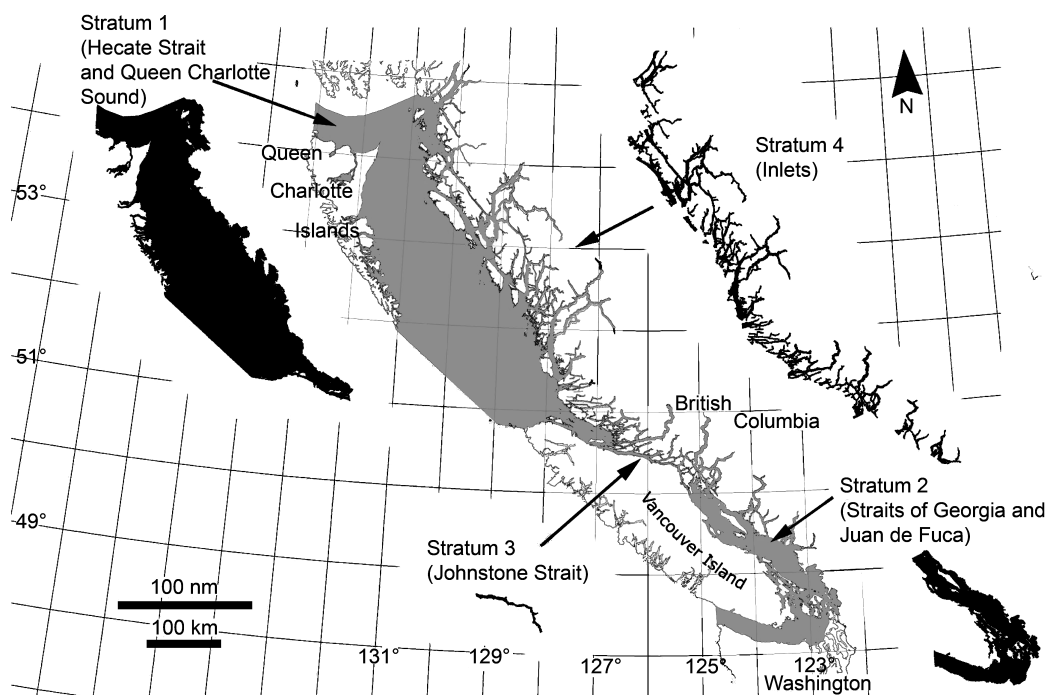 Stratum 1
(Hecate Strait
and Queen Charlotte
Sound)
N
Stratum 4
(Inlets)
Queen
Charlotte
Islands
53°
51°
British
Columbia
Stratum 2
(Straits of Georgia and
Juan de Fuca)
Vancouver Island
49°
Stratum 3
(Johnstone Strait)
100 nm
100 km
131°
129°
127°
125°
123°
Washington